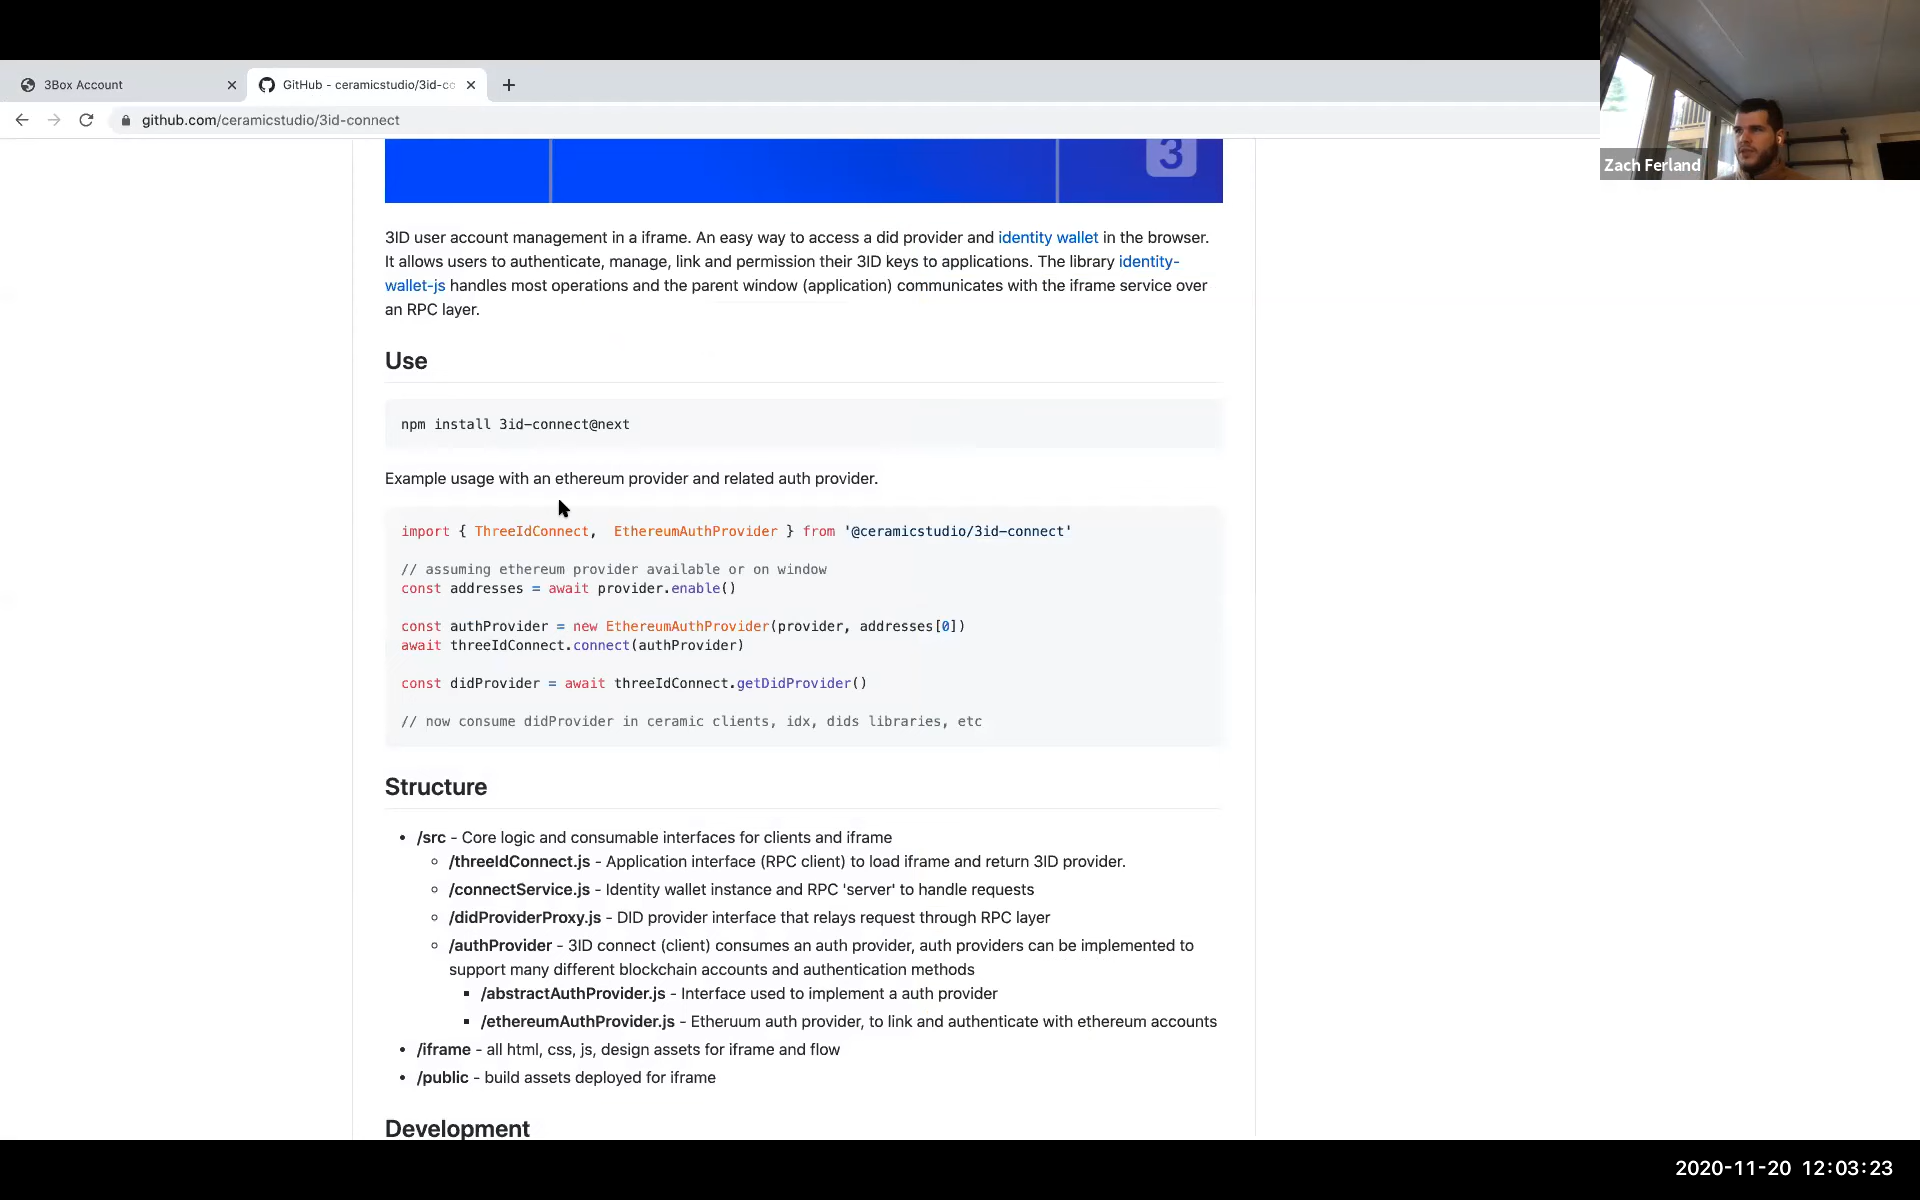 3Box Account
GitHub - ceramicstudio/3id-co
github.com/ceramicstudio/3id-connect
Zach Ferland
3
3ID user account management in a iframe. An easy way to access a did provider and identity wallet in the browser.
It allows users to authenticate, manage, link and permission their 3ID keys to applications. The library identity-
wallet-js handles most operations and the parent window (application) communicates with the iframe service over
an RPC layer.
Use
npm install 3id-connect@next
Example usage with an ethereum provider and related auth provider.
import { ThreeIdConnect,  EthereumAuthProvider } from '@ceramicstudio/3id-connect'
// assuming ethereum provider available or on window
const addresses = await provider.enable()
const authProvider = new EthereumAuthProvider(provider, addresses[0])
await threeIdConnect.connect(authProvider)
const didProvider = await threeIdConnect.getDidProvider()
// now consume didProvider in ceramic clients, idx, dids libraries, etc
Structure
• /src - Core logic and consumable interfaces for clients and iframe
◦ /threeIdConnect.js - Application interface (RPC client) to load iframe and return 3ID provider.
◦ /connectService.js - Identity wallet instance and RPC 'server' to handle requests
◦ /didProviderProxy.js - DID provider interface that relays request through RPC layer
◦ /authProvider - 3ID connect (client) consumes an auth provider, auth providers can be implemented to
support many different blockchain accounts and authentication methods
▪ /abstractAuthProvider.js - Interface used to implement a auth provider
▪ /ethereumAuthProvider.js - Etheruum auth provider, to link and authenticate with ethereum accounts
• /iframe - all html, css, js, design assets for iframe and flow
• /public - build assets deployed for iframe
Development
2020-11-20 12:03:23